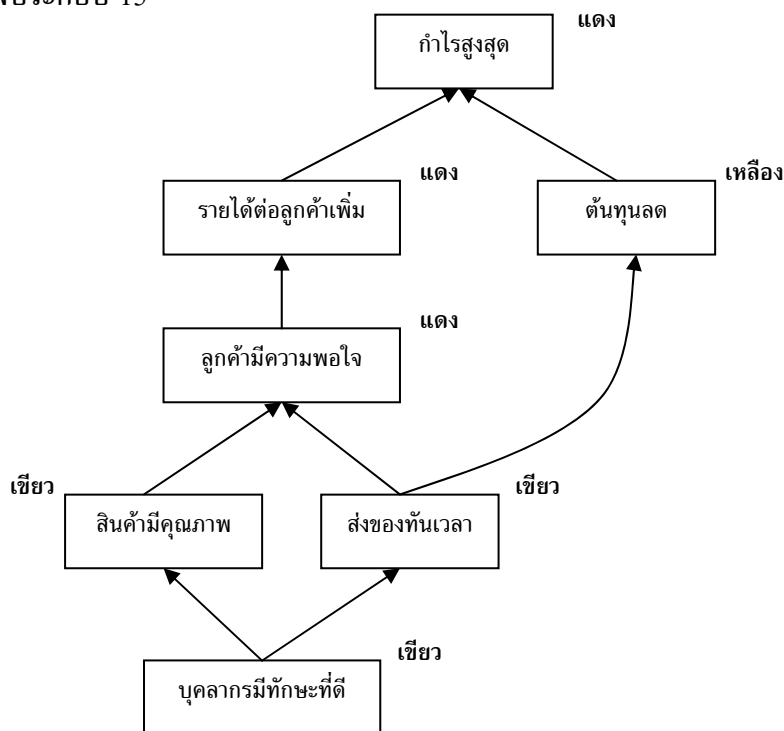 15
แดง
กำไรสูงสุด
แดง
เหลือง
รายได้ต่อลูกค้าเพิ่ม
ต้นทุนลด
แดง
ลูกค้ามีความพอใจ
เขียว
เขียว
สินค้ามีคุณภาพ
ส่งของทันเวลา
เขียว
บุคลากรมีทักษะที่ดี